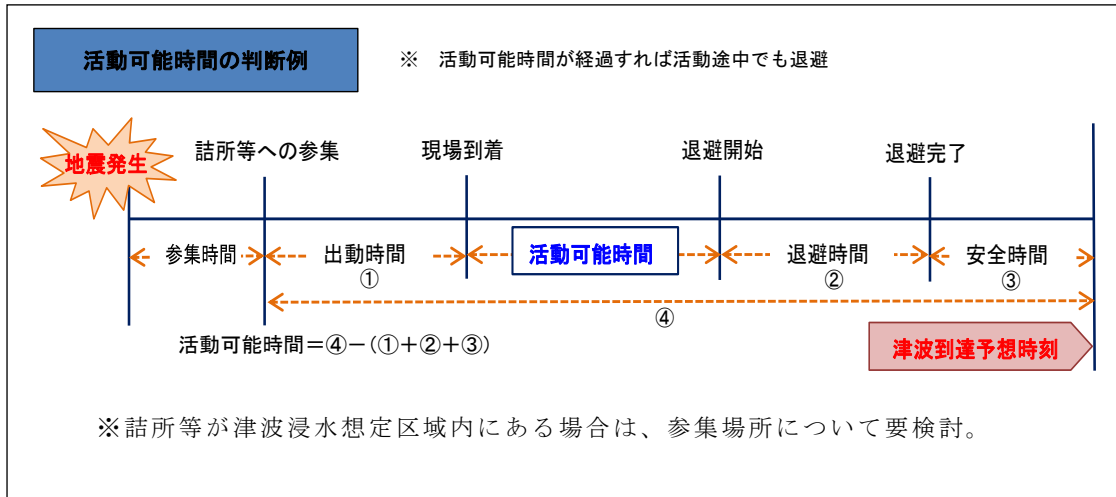 活動可能時間の判断例
※ 活動可能時間が経過すれば活動途中でも退避
地震発生
詰所等への参集
現場到着
退避開始
退避完了
参集時間
出動時間
①
活動可能時間
退避時間
②
安全時間
③
④
活動可能時間＝④－(①＋②＋③)
津波到達予想時刻
※詰所等が津波浸水想定区域内にある場合は、参集場所について要検討。